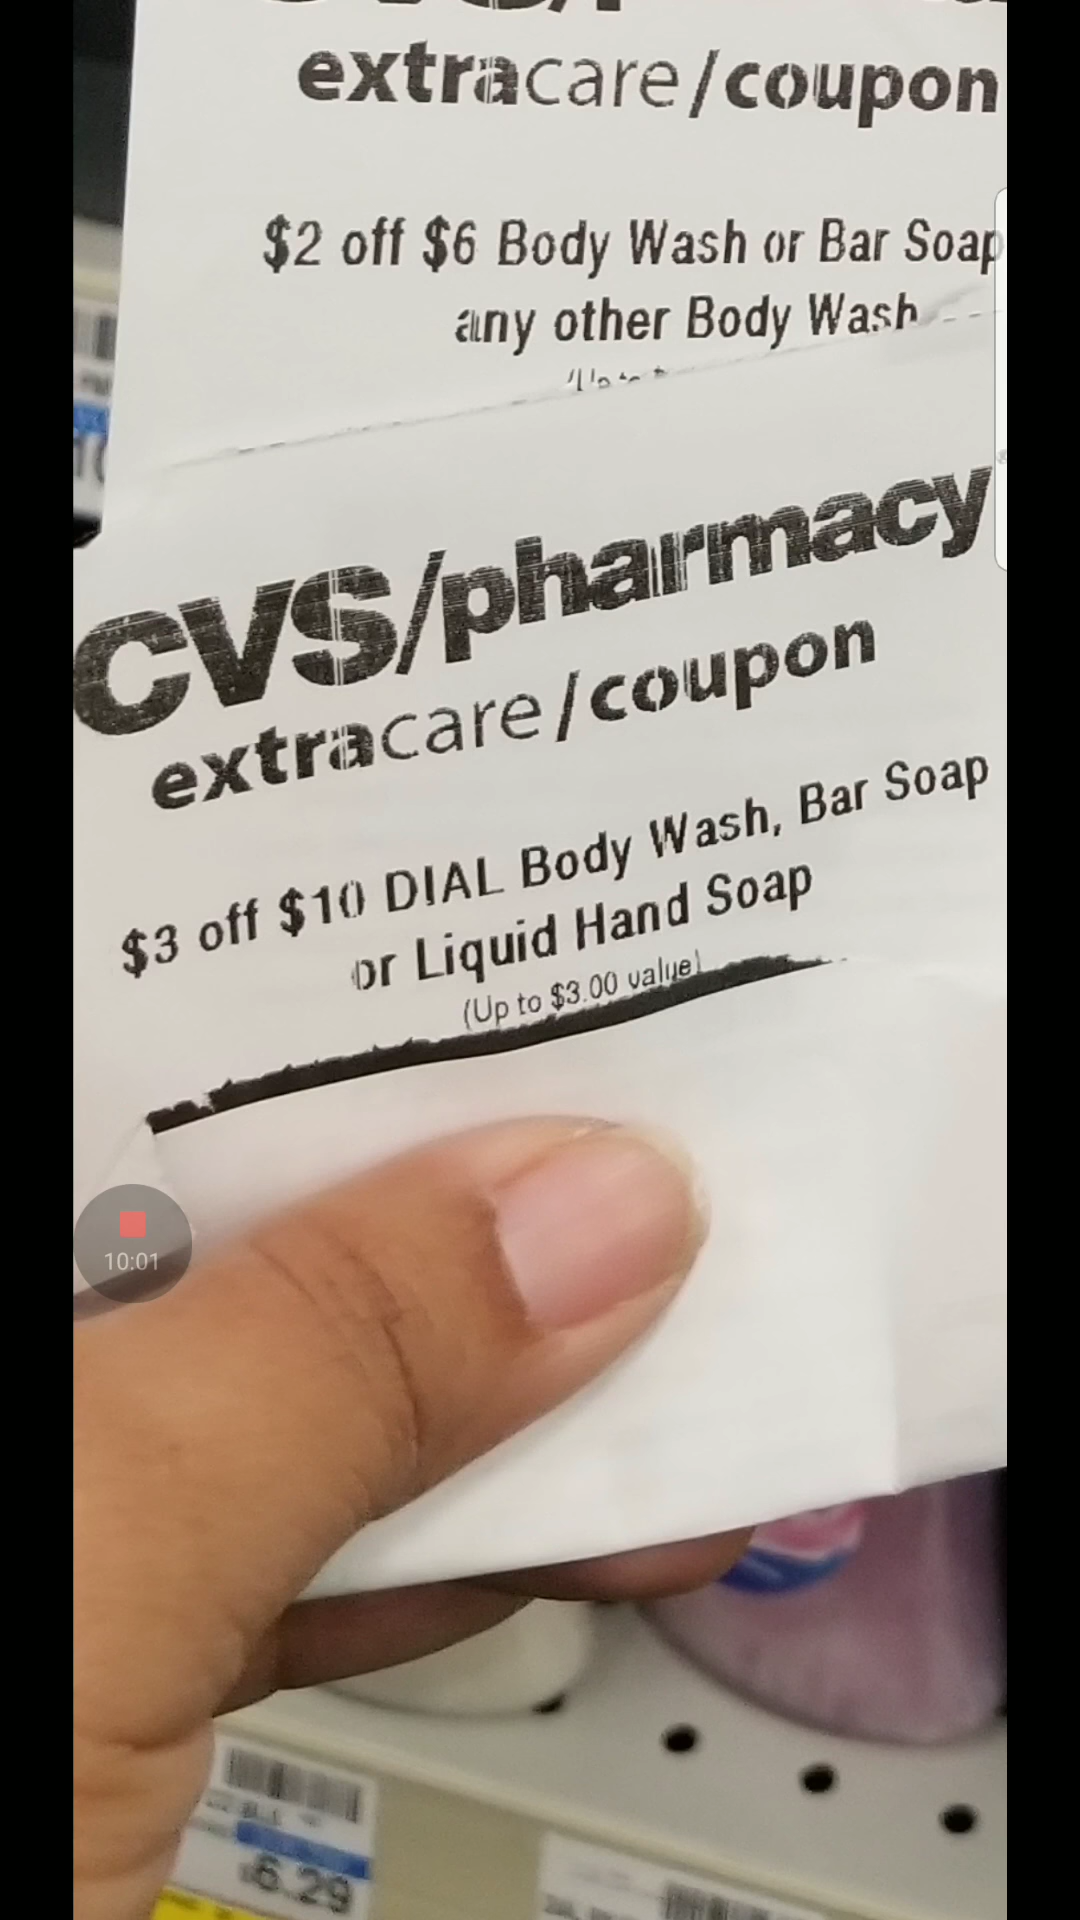 extracare/coupon
$2 off $6 Body Wash or Bar Soap
any other Body Wash
CVS/pharmacy
extracare/coupon
$3 off $10 DIAL Body Wash, Bar Soap
or Liquid Hand Soap
(Up to $3.00 value)
10:01
6.29